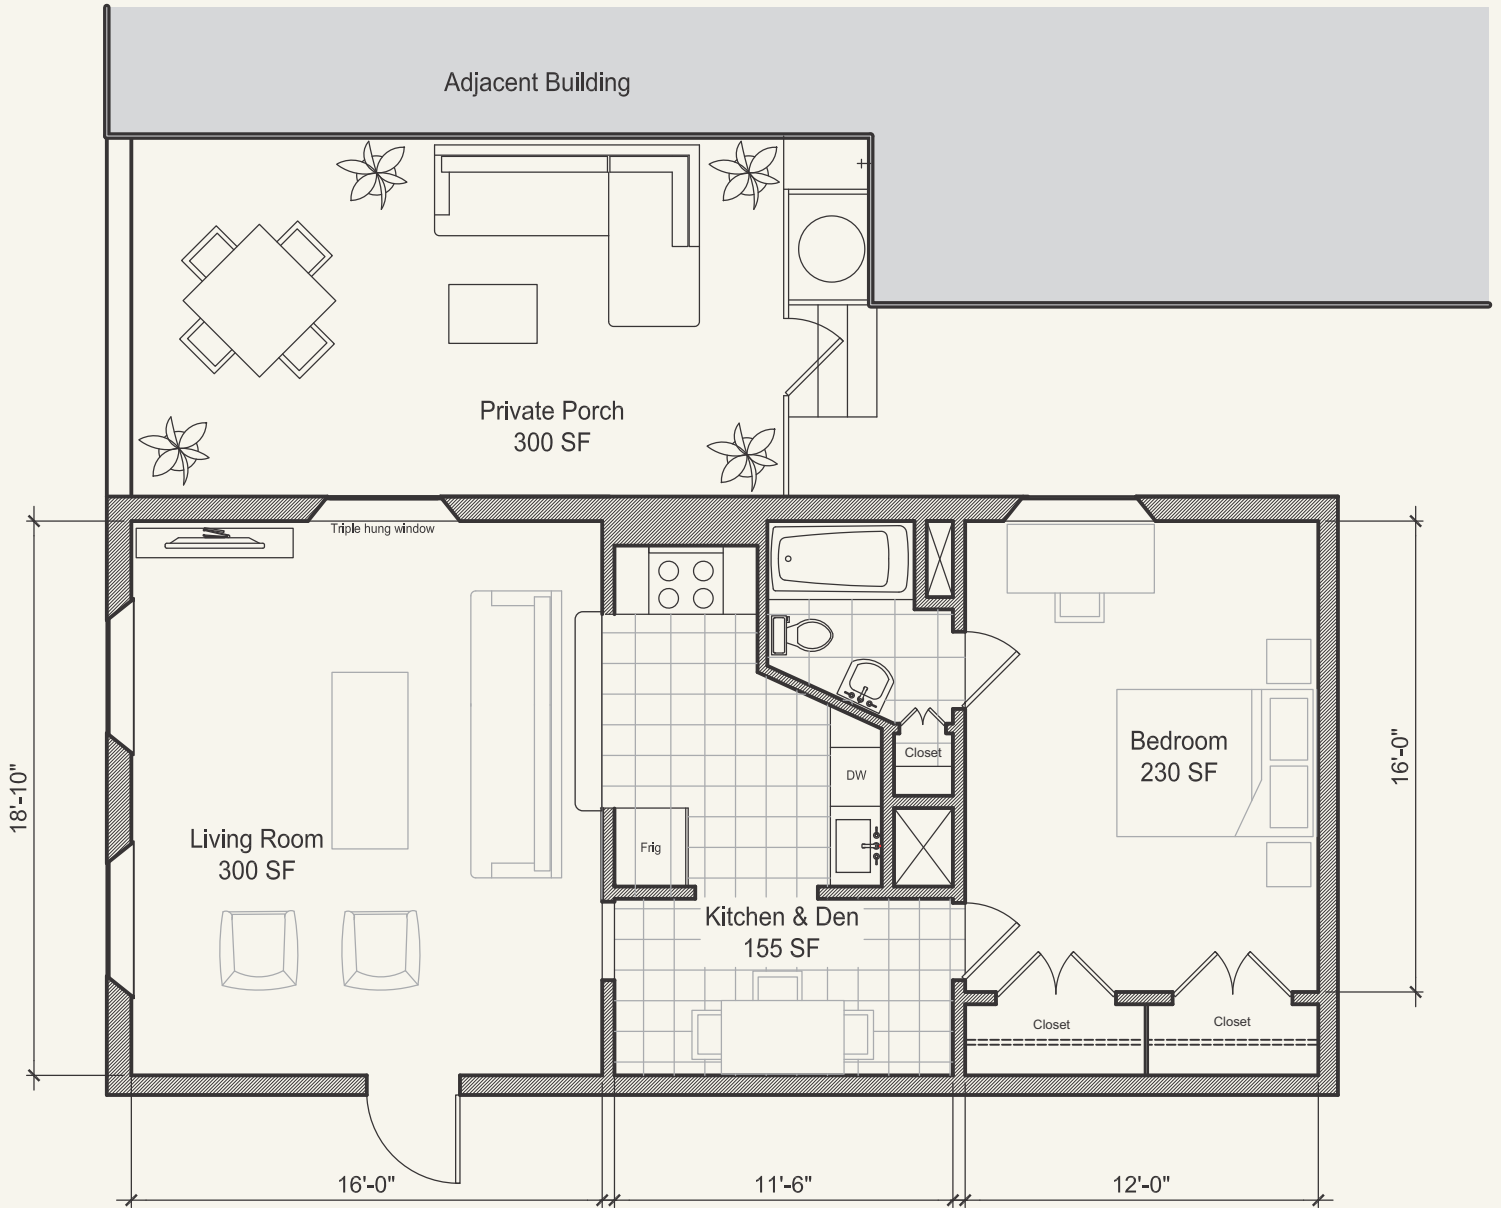 Adjacent Building
Private Porch
300 SF
Triple hung window
18'-10"
Living Room
300 SF
Frig
DW
Closet
Kitchen & Den
155 SF
Bedroom
230 SF
16'-0"
Closet
Closet
16'-0"
11'-6"
12'-0"